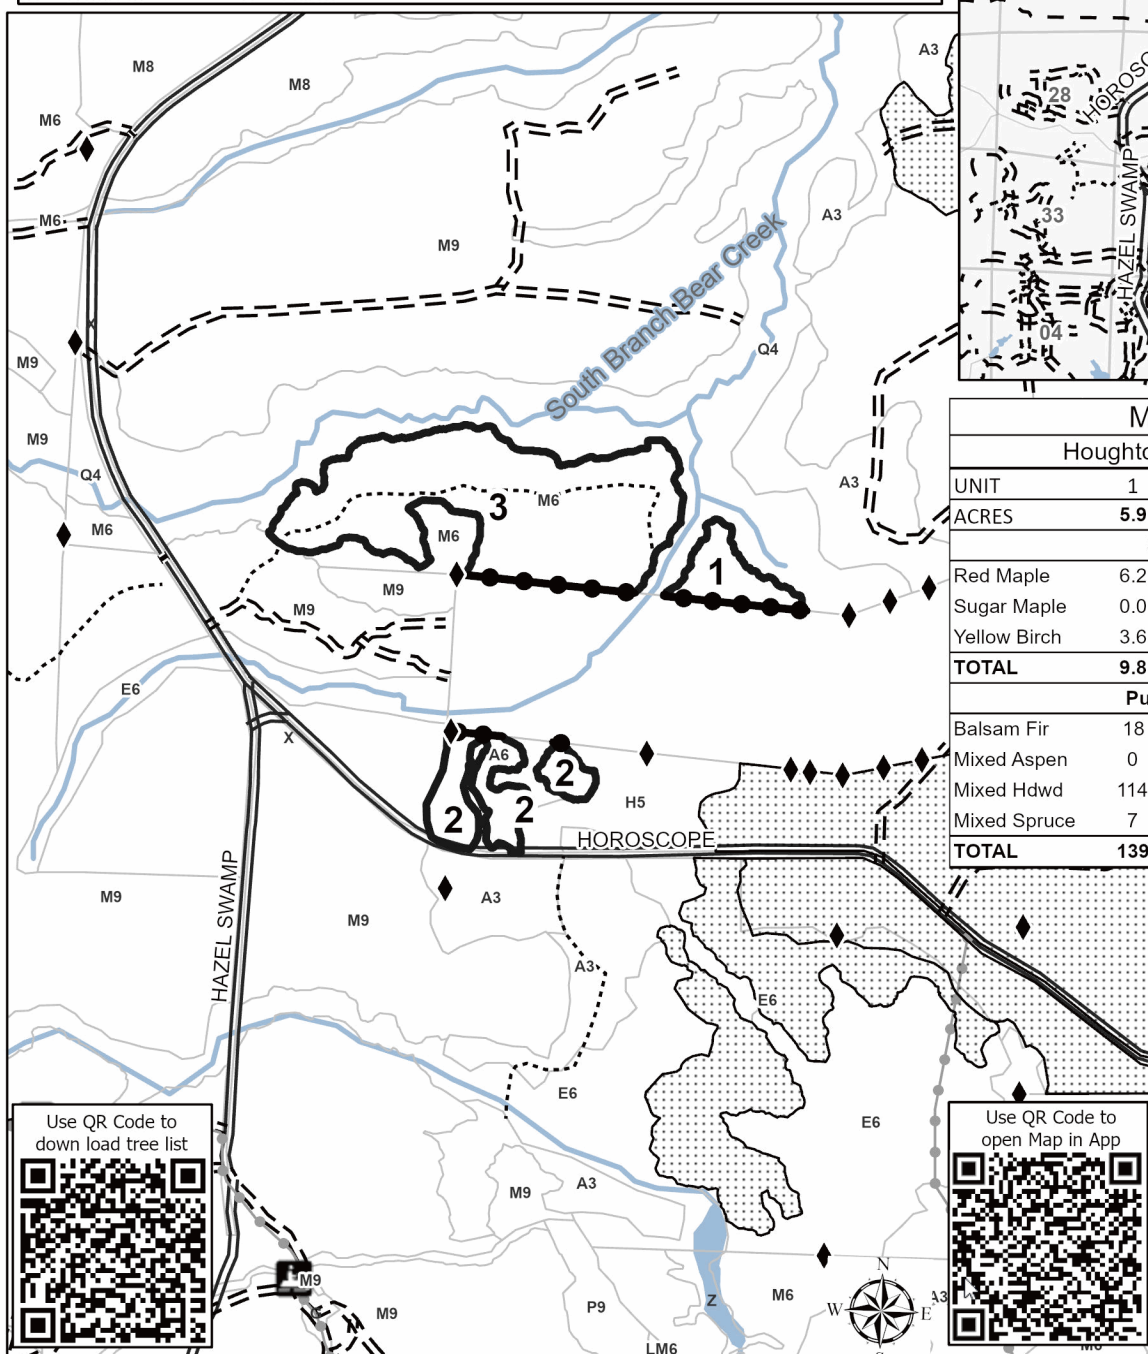 M8
M8
A3
M6
M6
M9
A3
28
HOROSC
33
HAZEL SWAMP
04
South Branch Bear Creek
X
Q4
M9
M9
Q4
M6
A3
3
M6
M6
1
M9
M9
E6
X
A6
2
2
2
H5
HOROSCOPE
M
Houghto
UNIT 1
ACRES 5.9
Red Maple 6.2
Sugar Maple 0.0
Yellow Birch 3.6
TOTAL 9.8
Pu
Balsam Fir 18
Mixed Aspen 0
Mixed Hdwd 114
Mixed Spruce 7
TOTAL 139
HAZEL SWAMP
M9
M9
A3
A3
E6
E6
E6
M9
A3
Use QR Code to
down load tree list
Use QR Code to
open Map in App
M9
M9
P9
Z
M6
LM6
N
W E
S
A3